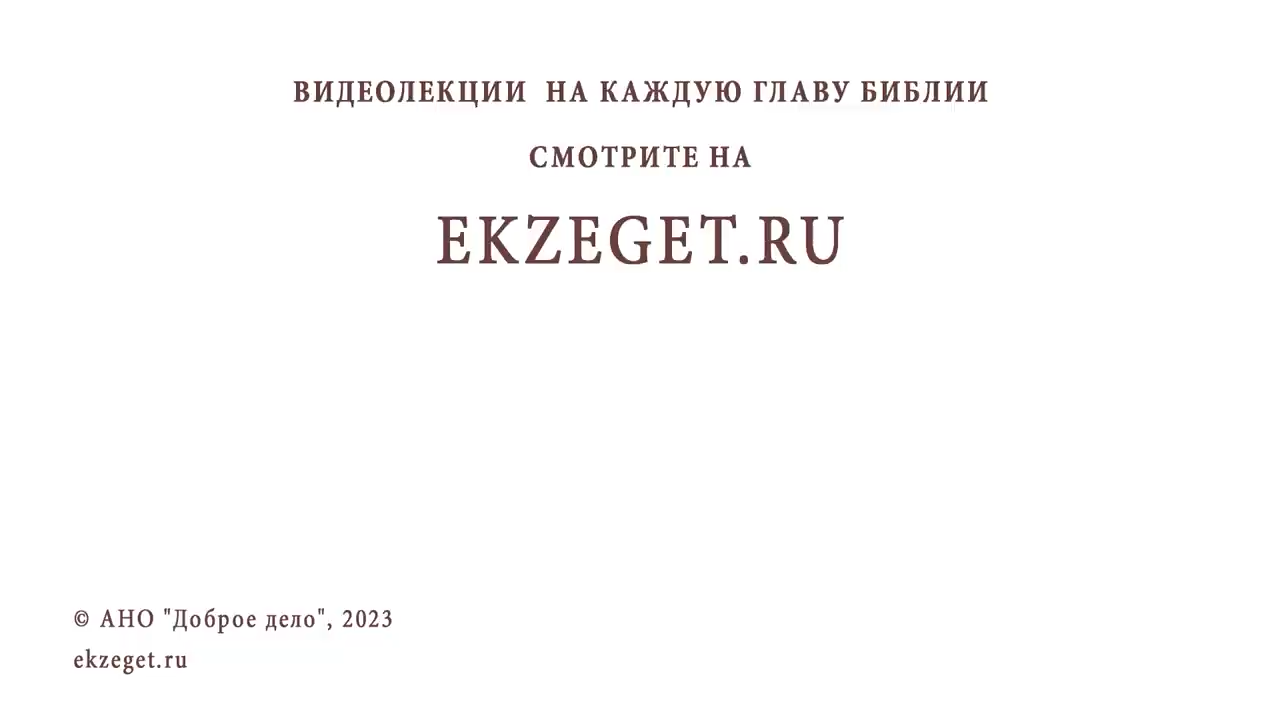 ВИДЕОЛЕКЦИИ НА КАЖДУЮ ГЛАВУ БИБЛИИ
СМОТРИТЕ НА
EKZEGET.RU
© АНО "Доброе дело", 2023
ekzeget.ru